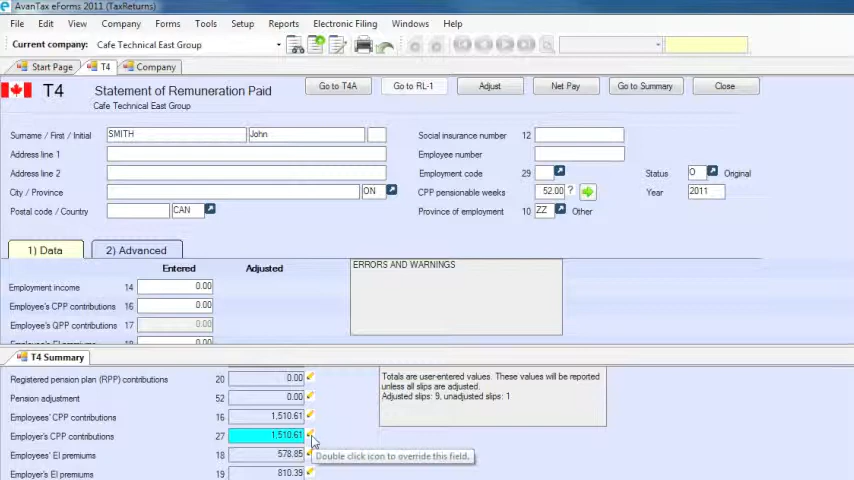 AvanTax eForms 2011 (TaxReturns)
File Edit View Company Forms Tools Setup Reports Electronic Filing Windows Help
Current company: Cafe Technical East Group
Start Page T4 Company
T4 Statement of Remuneration Paid Go to T4A Go to RL-1 Adjust Net Pay Go to Summary Close
Cafe Technical East Group
Surname / First / Initial SMITH John Social insurance number 12
Address line 1 Employee number
Address line 2 Employment code 29 Status O Original
City / Province ON CPP pensionable weeks 52.00 ? Year 2011
Postal code / Country CAN Province of employment 10 ZZ Other
1) Data 2) Advanced
Entered Adjusted ERRORS AND WARNINGS
Employment income 14 0.00
Employee's CPP contributions 16 0.00
Employee's QPP contributions 17 0.00
T4 Summary
Registered pension plan (RPP) contributions 20 0.00
Totals are user-entered values. These values will be reported
unless all slips are adjusted.
Adjusted slips: 9, unadjusted slips: 1
Pension adjustment 52 0.00
Employees' CPP contributions 16 1,510.61
Employer's CPP contributions 27 1,510.61
Double click icon to override this field.
Employees' EI premiums 18 578.85
Employer's EI premiums 19 810.39